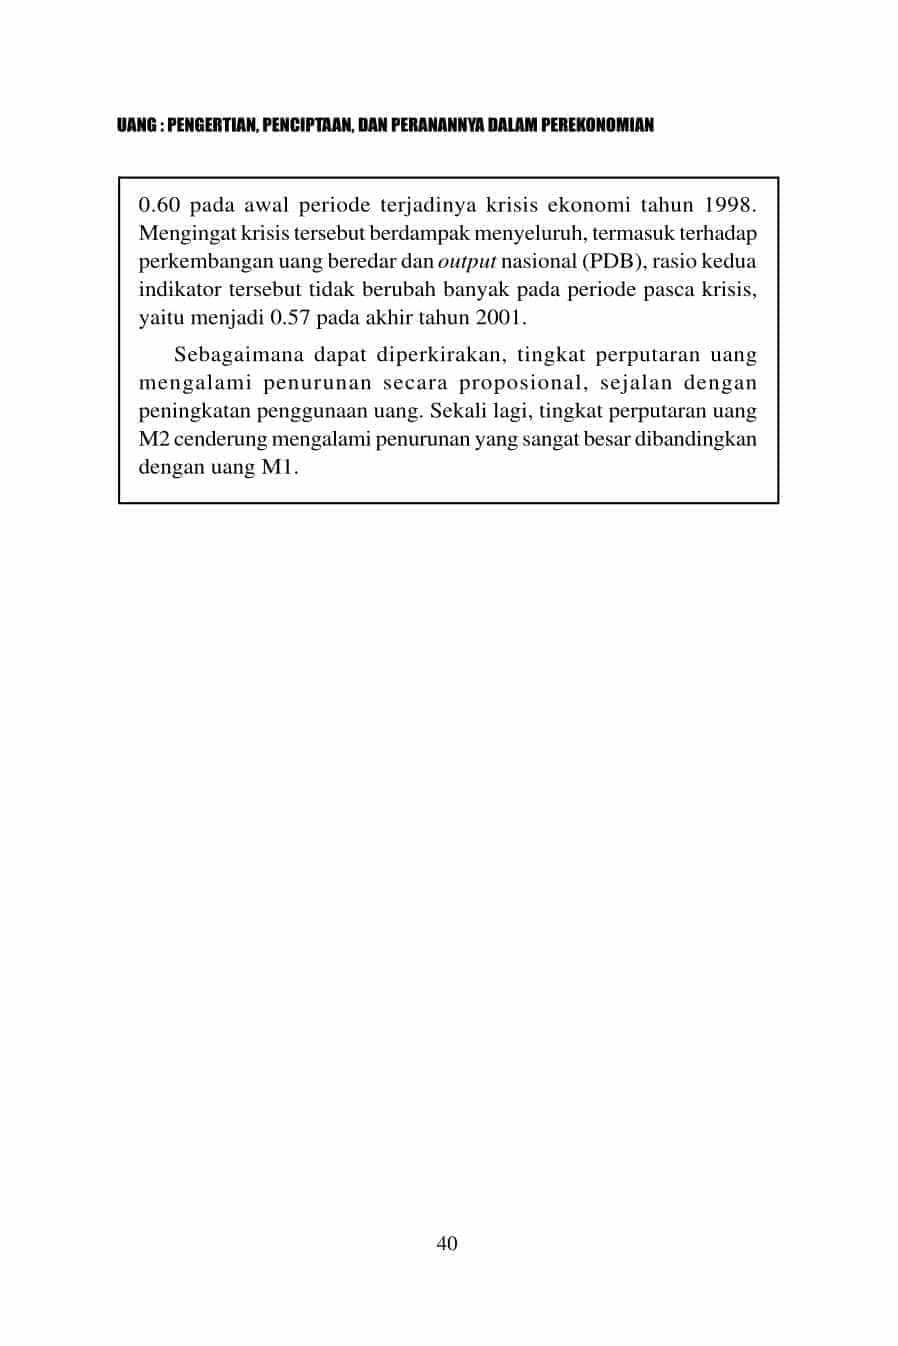 UANG : PENGERTIAN, PENCIPTAAN, DAN PERANANNYA DALAM PEREKONOMIAN
0.60 pada awal periode terjadinya krisis ekonomi tahun 1998.
Mengingat krisis tersebut berdampak menyeluruh, termasuk terhadap
perkembangan uang beredar dan output nasional (PDB), rasio kedua
indikator tersebut tidak berubah banyak pada periode pasca krisis,
yaitu menjadi 0.57 pada akhir tahun 2001.
Sebagaimana dapat diperkirakan, tingkat perputaran uang
mengalami penurunan secara proposional, sejalan dengan
peningkatan penggunaan uang. Sekali lagi, tingkat perputaran uang
M2 cenderung mengalami penurunan yang sangat besar dibandingkan
dengan uang M1.
40